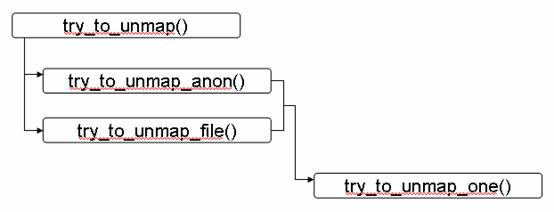 try_to_unmap()
try_to_unmap_anon()
try_to_unmap_file()
try_to_unmap_one()